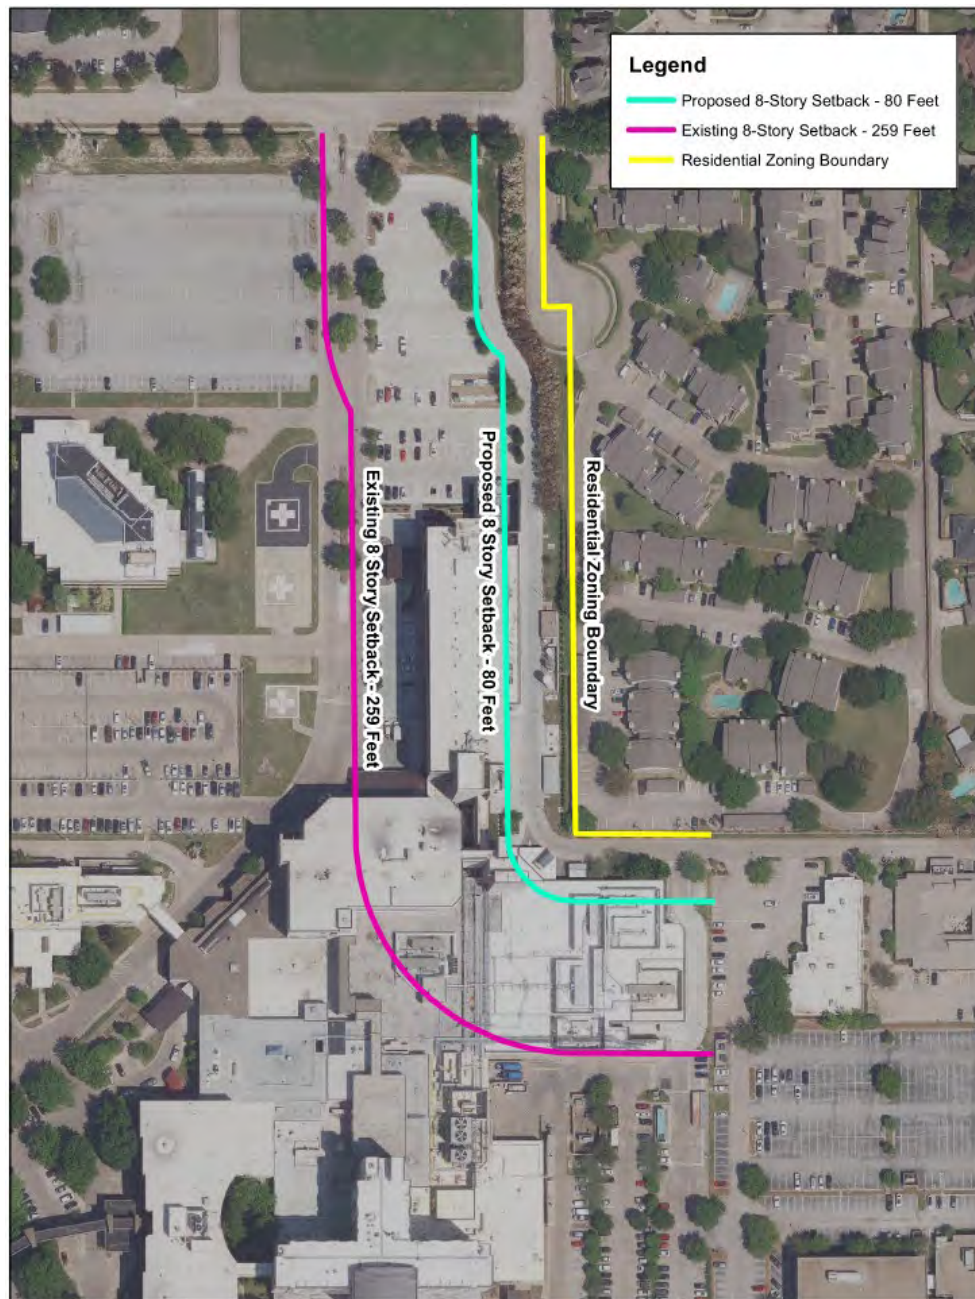 Legend
Proposed 8-Story Setback - 80 Feet
Existing 8-Story Setback - 259 Feet
Residential Zoning Boundary
Existing 8 Story Setback - 259 Feet
Proposed 8 Story Setback - 80 Feet
Residential Zoning Boundary